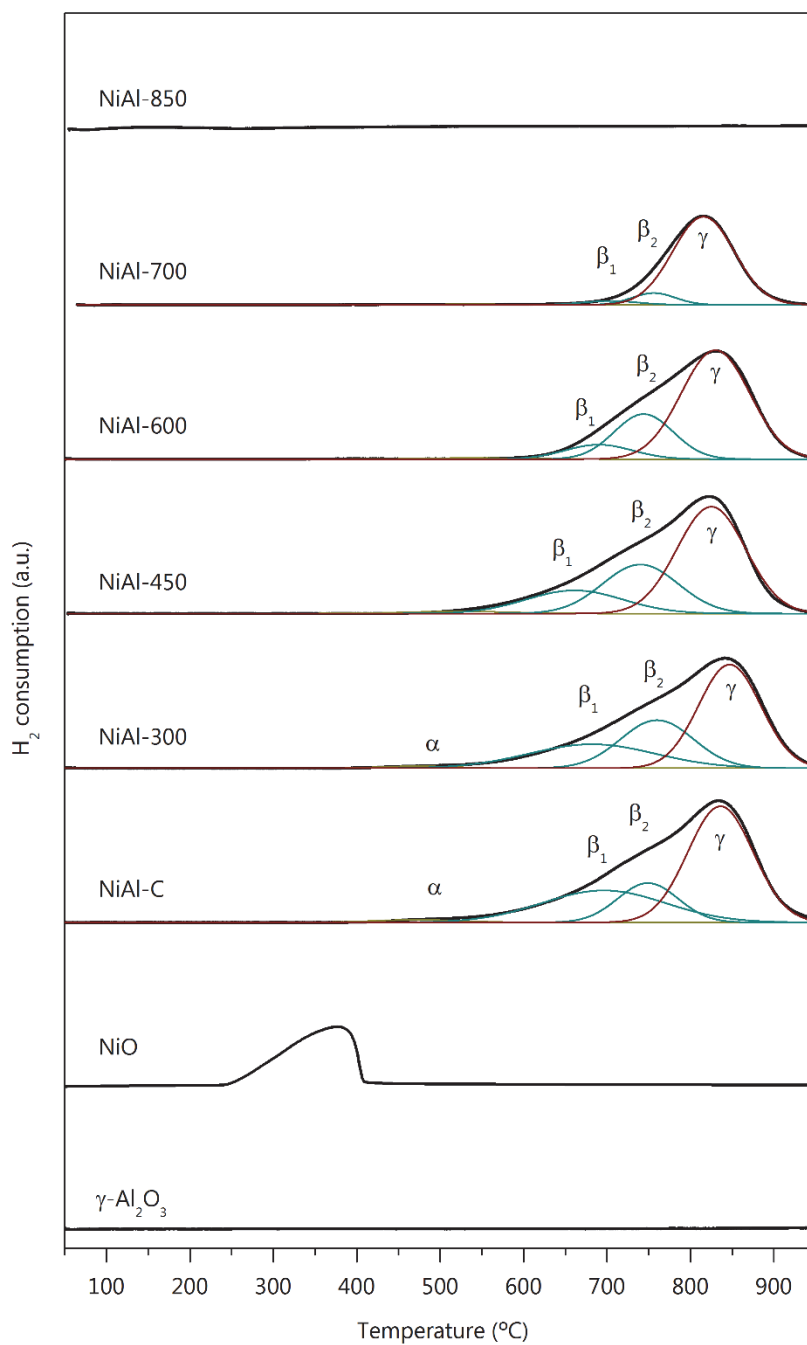 NiAl-850
NiAl-700
β₁
β₂
γ
NiAl-600
β₁
β₂
γ
NiAl-450
β₁
β₂
γ
NiAl-300
α
β₁
β₂
γ
NiAl-C
α
β₁
β₂
γ
NiO
γ-Al₂O₃
H₂ consumption (a.u.)
100 200 300 400 500 600 700 800 900
Temperature (ºC)